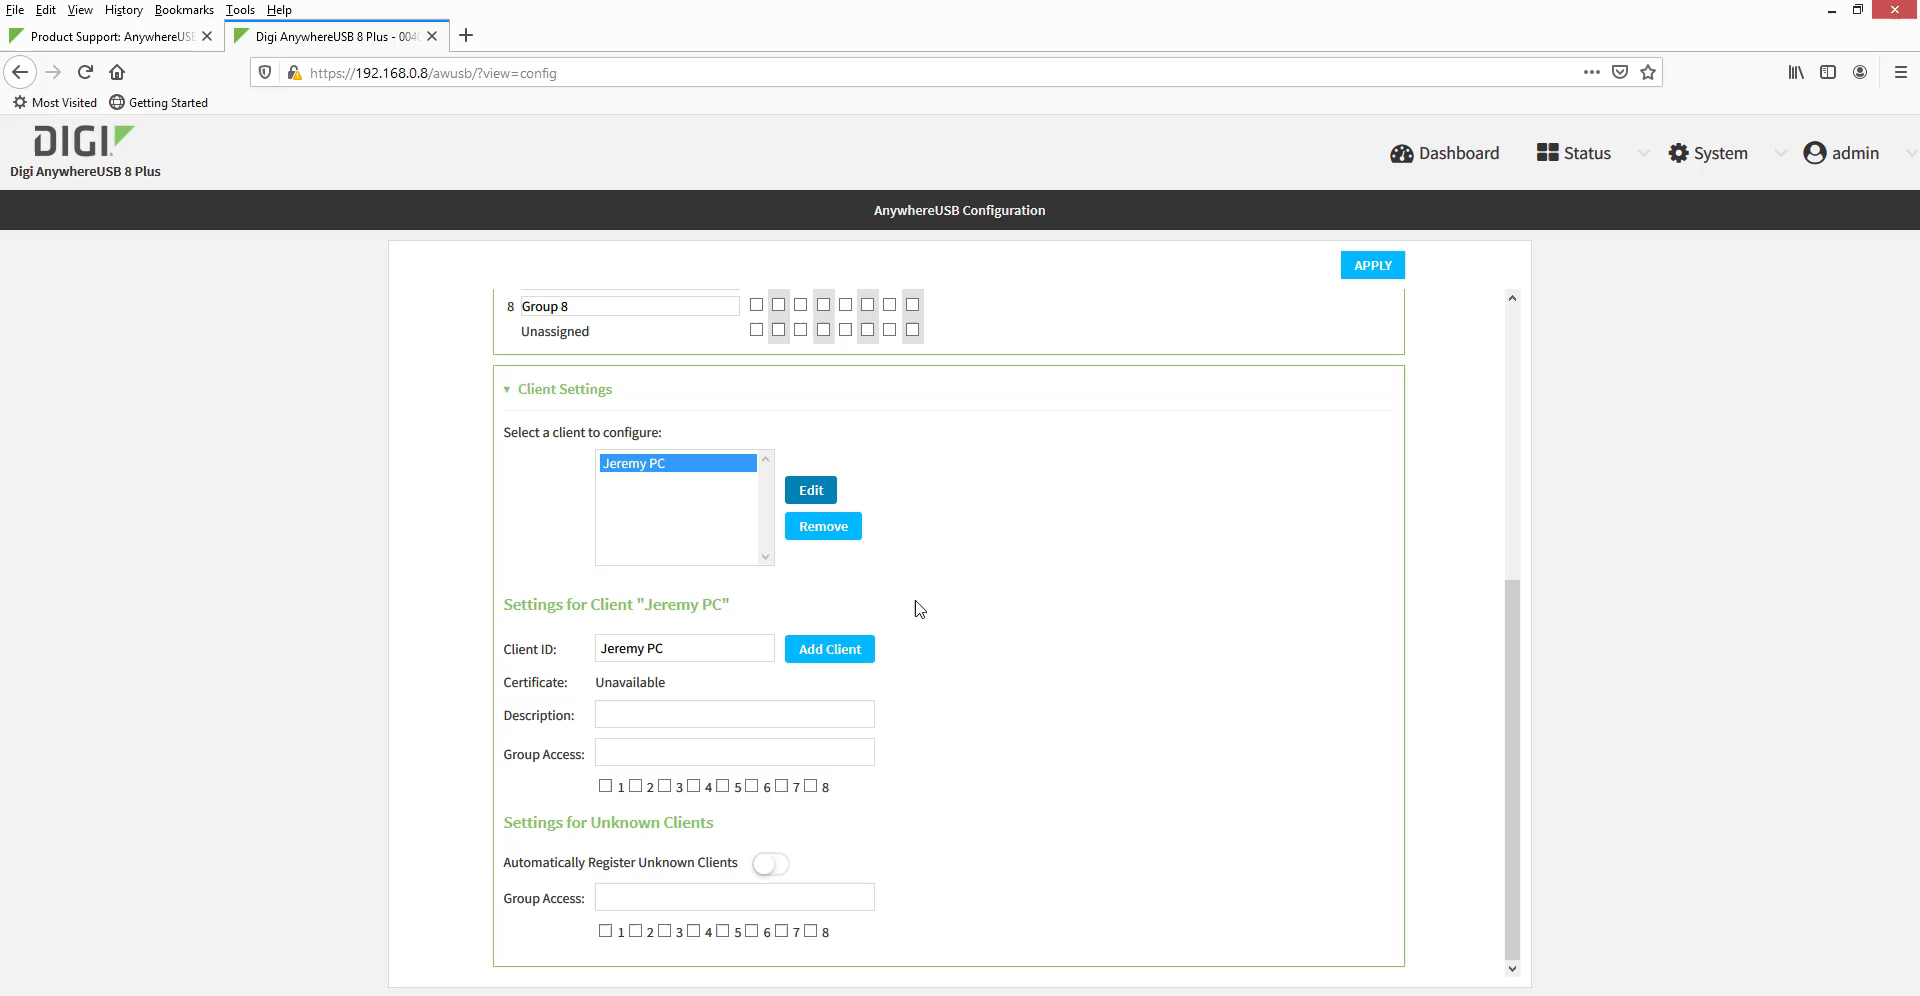 File Edit View History Bookmarks Tools Help
Product Support: AnywhereUS
Digi AnywhereUSB 8 Plus - 004
https://192.168.0.8/awusb/?view=config
Most Visited Getting Started
DIGI
Digi AnywhereUSB 8 Plus
Dashboard Status System admin
AnywhereUSB Configuration
APPLY
8 Group 8
Unassigned
Client Settings
Select a client to configure:
Jeremy PC
Edit
Remove
Settings for Client "Jeremy PC"
Client ID: Jeremy PC Add Client
Certificate: Unavailable
Description:
Group Access:
1 2 3 4 5 6 7 8
Settings for Unknown Clients
Automatically Register Unknown Clients
Group Access:
1 2 3 4 5 6 7 8